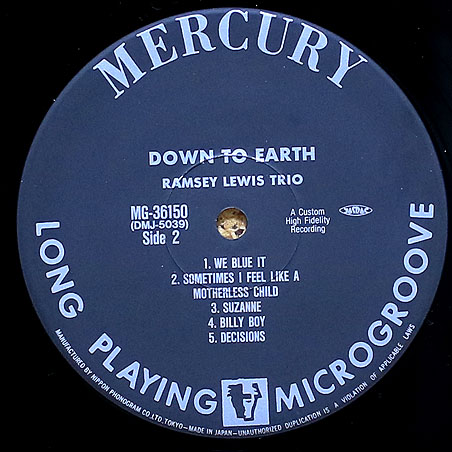 MERCURY
DOWN TO EARTH
RAMSEY LEWIS TRIO
MG-36150
(DMJ-5039)
Side 2
A Custom
High Fidelity
Recording
1. WE BLUE IT
2. SOMETIMES I FEEL LIKE A
MOTHERLESS CHILD
3. SUZANNE
4. BILLY BOY
5. DECISIONS
LONG PLAYING MICROGROOVE
MANUFACTURED BY NIPPON PHONOGRAM CO.,LTD.,TOKYO-MADE IN JAPAN-UNAUTHORIZED DUPLICATION IS A VIOLATION OF APPLICABLE LAWS